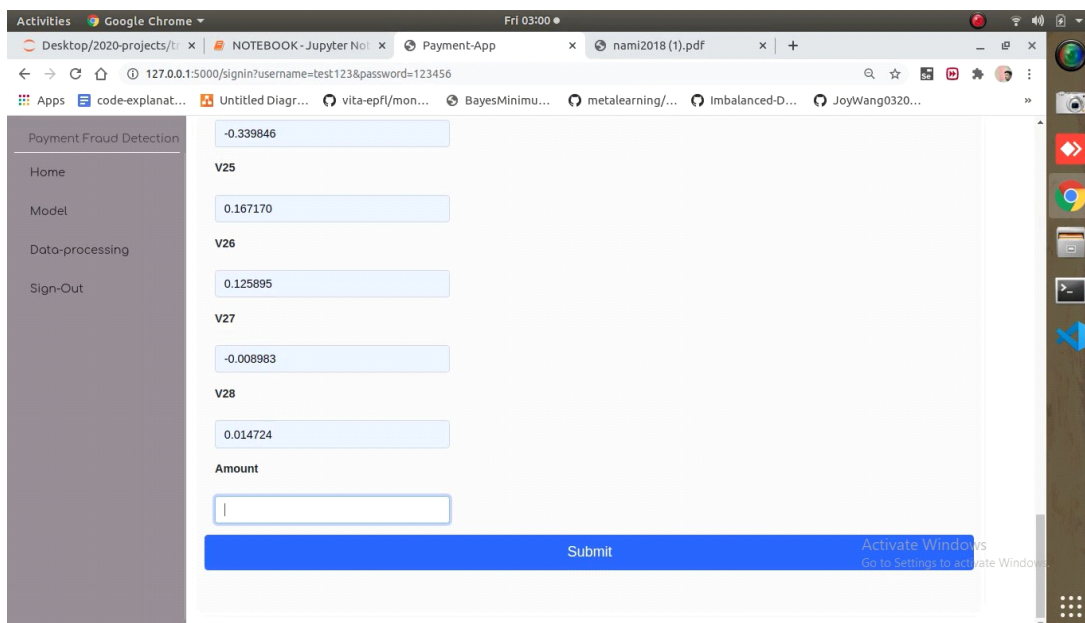 Activities Google Chrome ▾ Fri 03:00 ●
Desktop/2020-projects/tr × NOTEBOOK - Jupyter Not × Payment-App × nami2018 (1).pdf × +
127.0.0.1:5000/signin?username=test123&password=123456
Apps code-explanat... Untitled Diagr... vita-epfl/mon... BayesMinimu... metalearning/... Imbalanced-D... JoyWang0320... »
Payment Fraud Detection
Home
Model
Data-processing
Sign-Out
-0.339846
V25
0.167170
V26
0.125895
V27
-0.008983
V28
0.014724
Amount
Submit
Activate Windows
Go to Settings to activate Windows